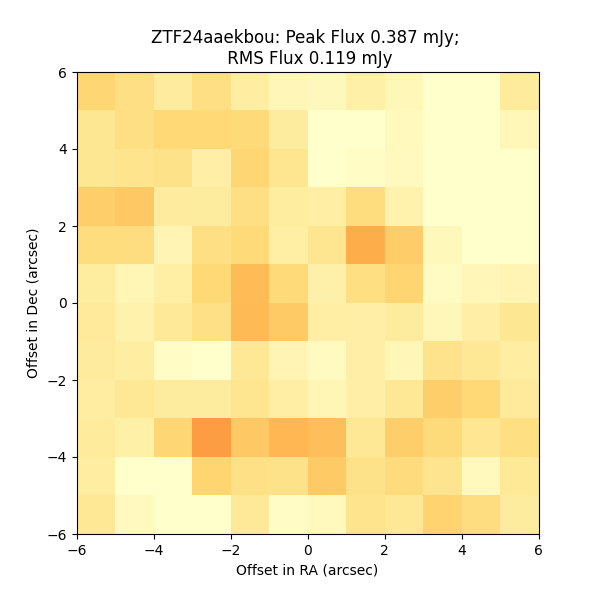 ZTF24aaekbou: Peak Flux 0.387 mJy;
RMS Flux 0.119 mJy
6
4
2
0
−2
−4
−6
Offset in Dec (arcsec)
−6 −4 −2 0 2 4 6
Offset in RA (arcsec)